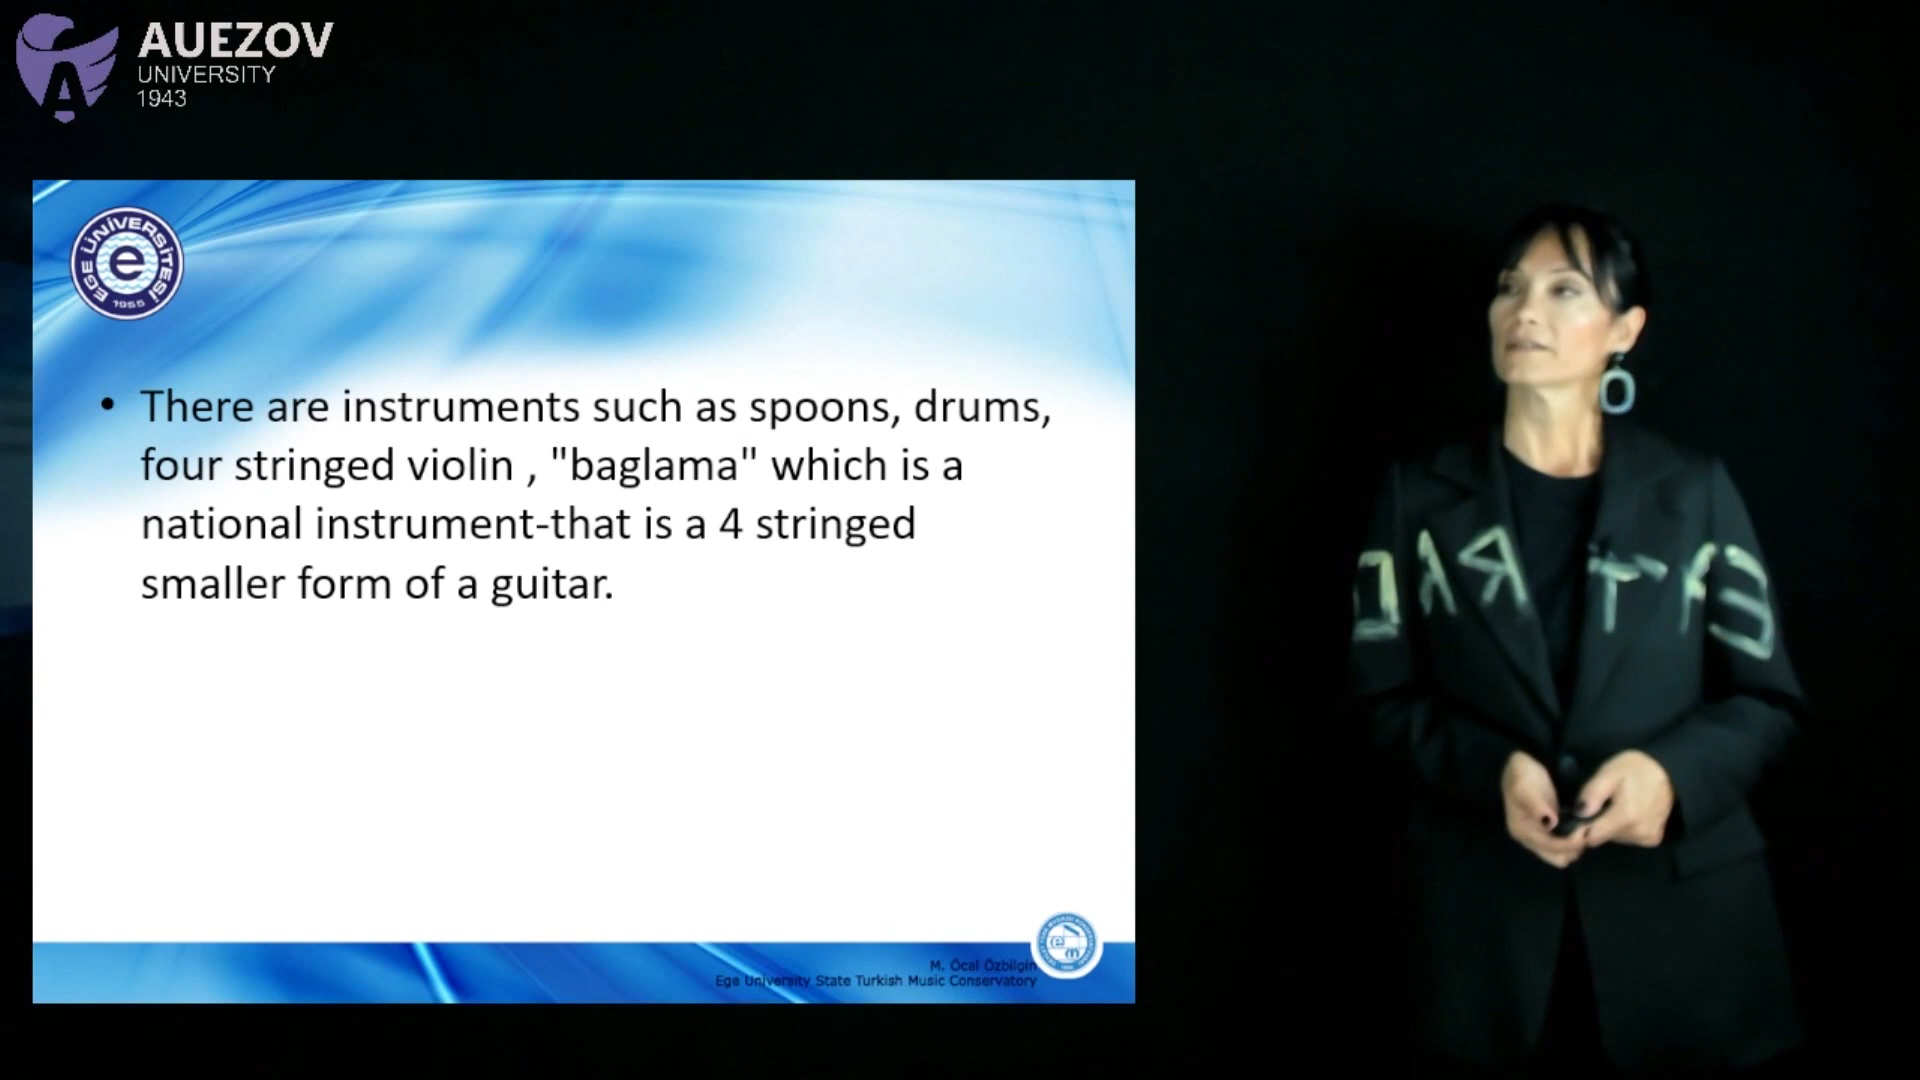 AUEZOV
UNIVERSITY
1943
EGE ÜNİVERSİTESİ
e
1955
• There are instruments such as spoons, drums,
four stringed violin , "baglama" which is a
national instrument-that is a 4 stringed
smaller form of a guitar.
M. Öcal Özbilgin
Ege University State Turkish Music Conservatory